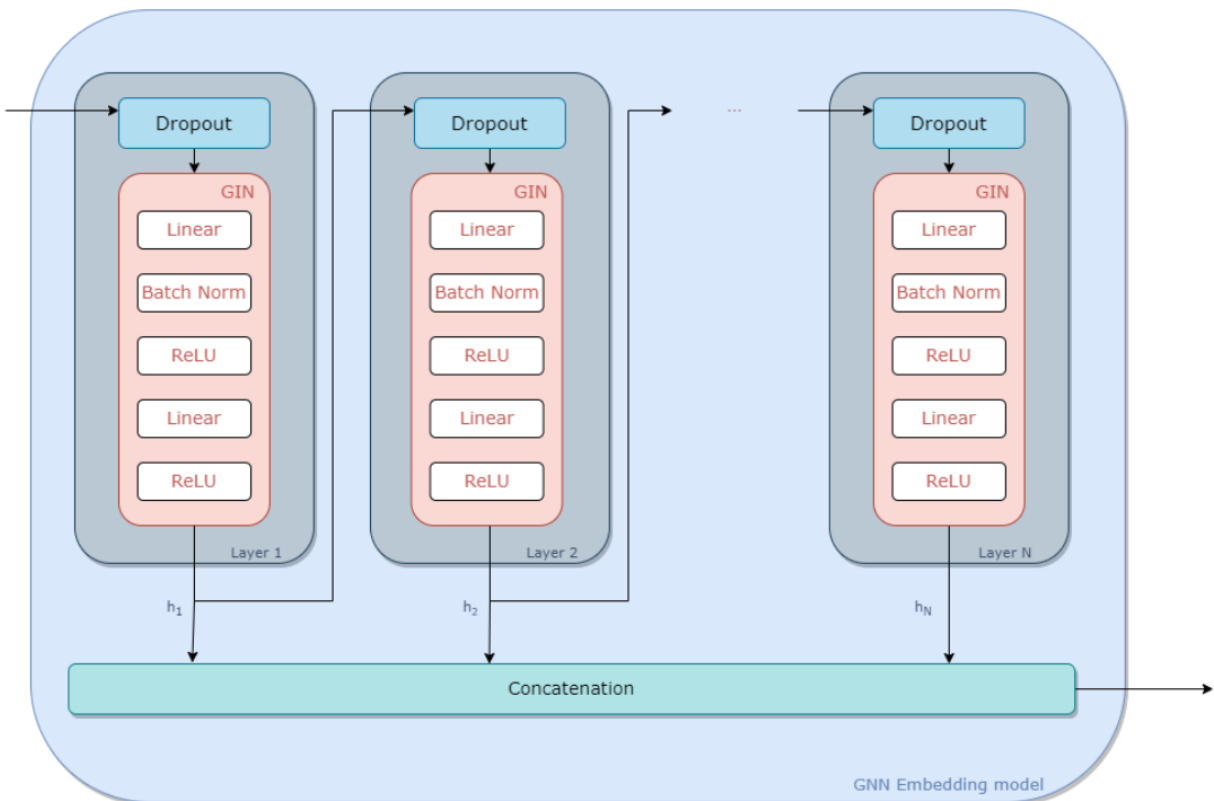 Dropout
GIN
Linear
Batch Norm
ReLU
Linear
ReLU
Layer 1
h₁
Dropout
GIN
Linear
Batch Norm
ReLU
Linear
ReLU
Layer 2
h₂
...
Dropout
GIN
Linear
Batch Norm
ReLU
Linear
ReLU
Layer N
h_N
Concatenation
GNN Embedding model